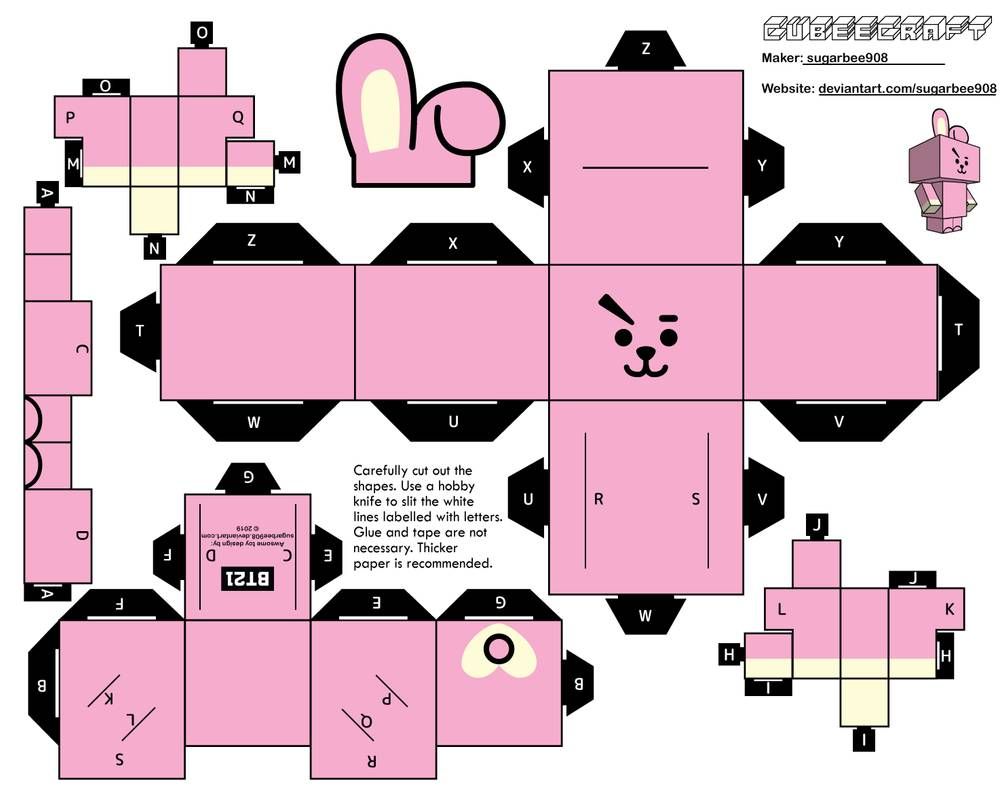 CUBEECRAFT
Maker: sugarbee908
Website: deviantart.com/sugarbee908
O
O
P
Q
M
M
N
N
A
Z
X
Y
Z
X
Y
T
T
C
W
U
V
D
A
Carefully cut out the
shapes. Use a hobby
knife to slit the white
lines labelled with letters.
Glue and tape are not
necessary. Thicker
paper is recommended.
U
R
S
V
W
G
F
E
BT21
D
C
Awesome toy design by:
sugarbee908.deviantart.com
© 2019
F
E
G
B
B
K
L
S
P
Q
R
J
J
L
K
H
H
I
I